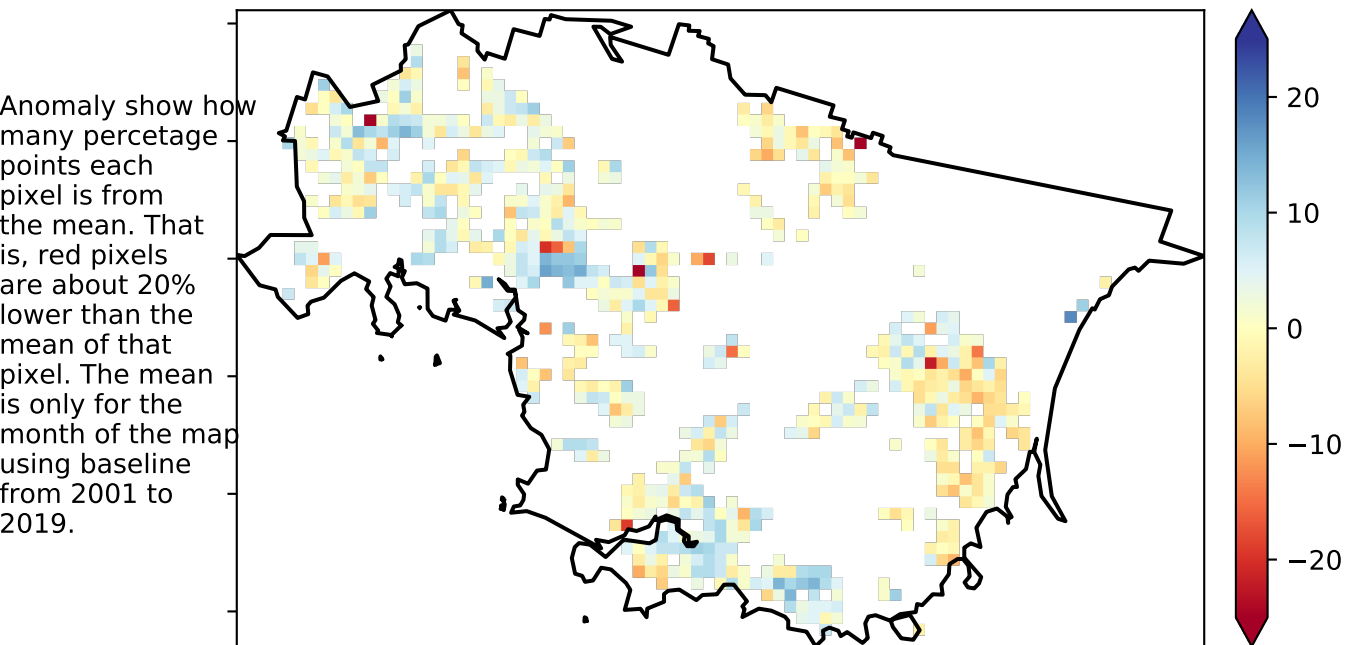 Anomaly show how
many percetage
points each
pixel is from
the mean. That
is, red pixels
are about 20%
lower than the
mean of that
pixel. The mean
is only for the
month of the map
using baseline
from 2001 to
2019.
20
10
0
−10
−20